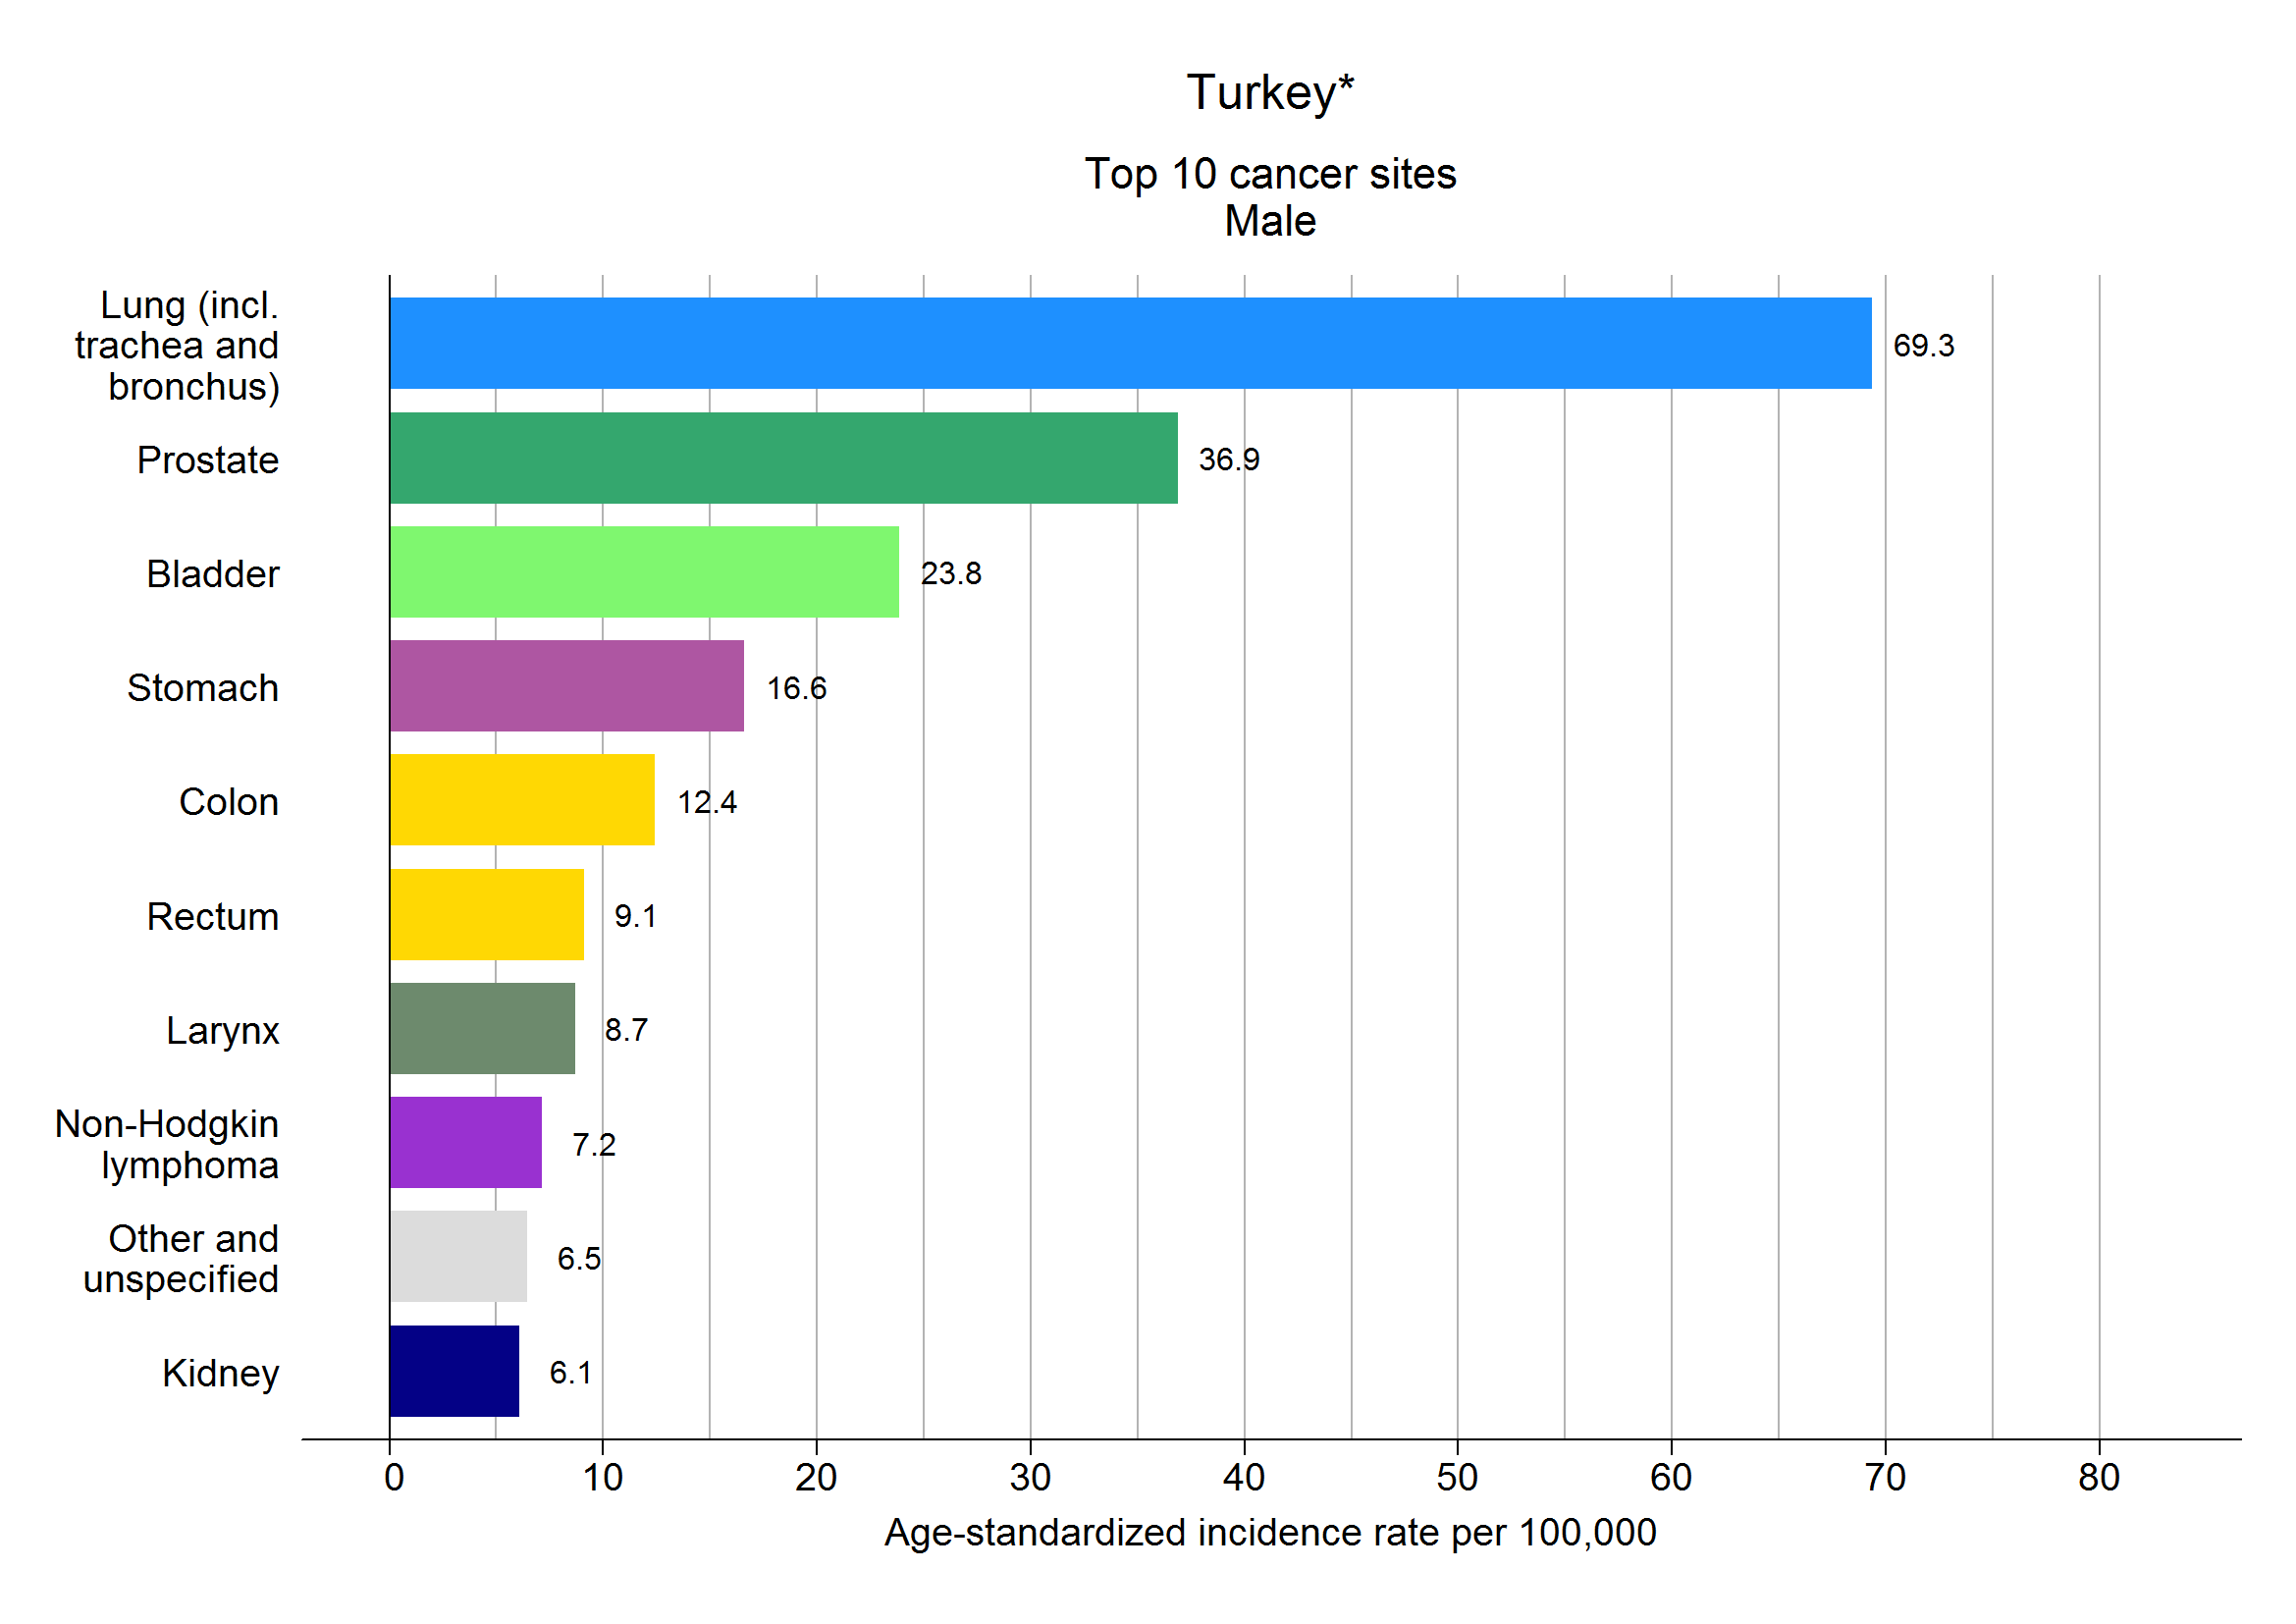 Turkey*
Top 10 cancer sites
Male
Lung (incl.
trachea and
bronchus)
69.3
Prostate
36.9
Bladder
23.8
Stomach
16.6
Colon
12.4
Rectum
9.1
Larynx
8.7
Non-Hodgkin
lymphoma
7.2
Other and
unspecified
6.5
Kidney
6.1
0 10 20 30 40 50 60 70 80
Age-standardized incidence rate per 100,000